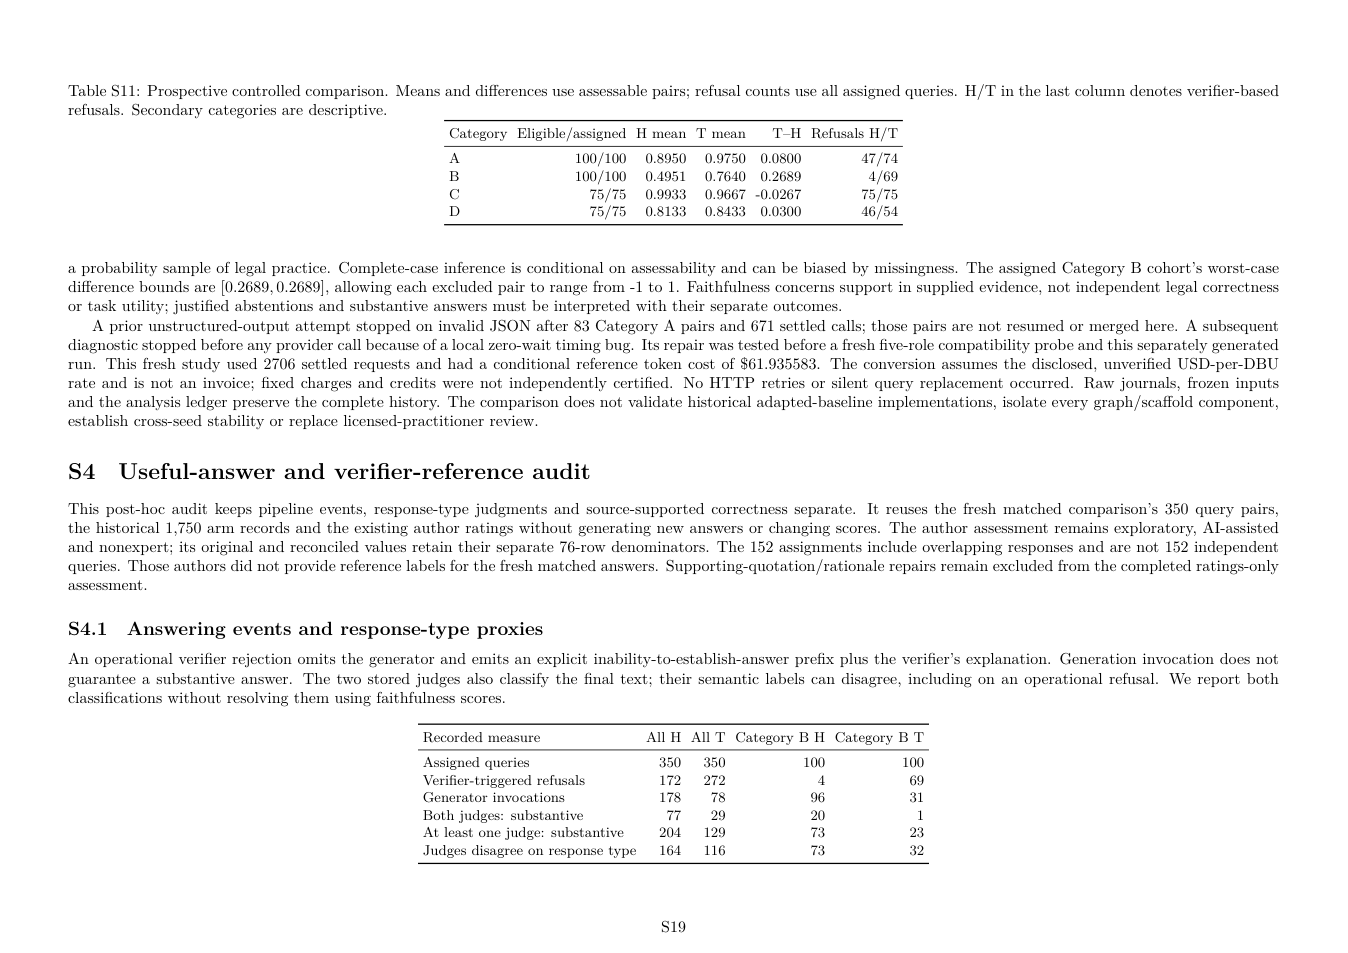 Table S11: Prospective controlled comparison. Means and differences use assessable pairs; refusal counts use all assigned queries. H/T in the last column denotes verifier-based
refusals. Secondary categories are descriptive.
Category Eligible/assigned H mean T mean T–H Refusals H/T
A 100/100 0.8950 0.9750 0.0800 47/74
B 100/100 0.4951 0.7640 0.2689 4/69
C 75/75 0.9933 0.9667 -0.0267 75/75
D 75/75 0.8133 0.8433 0.0300 46/54
a probability sample of legal practice. Complete-case inference is conditional on assessability and can be biased by missingness. The assigned Category B cohort's worst-case
difference bounds are [0.2689, 0.2689], allowing each excluded pair to range from -1 to 1. Faithfulness concerns support in supplied evidence, not independent legal correctness
or task utility; justified abstentions and substantive answers must be interpreted with their separate outcomes.
A prior unstructured-output attempt stopped on invalid JSON after 83 Category A pairs and 671 settled calls; those pairs are not resumed or merged here. A subsequent
diagnostic stopped before any provider call because of a local zero-wait timing bug. Its repair was tested before a fresh five-role compatibility probe and this separately generated
run. This fresh study used 2706 settled requests and had a conditional reference token cost of $61.935583. The conversion assumes the disclosed, unverified USD-per-DBU
rate and is not an invoice; fixed charges and credits were not independently certified. No HTTP retries or silent query replacement occurred. Raw journals, frozen inputs
and the analysis ledger preserve the complete history. The comparison does not validate historical adapted-baseline implementations, isolate every graph/scaffold component,
establish cross-seed stability or replace licensed-practitioner review.
S4 Useful-answer and verifier-reference audit
This post-hoc audit keeps pipeline events, response-type judgments and source-supported correctness separate. It reuses the fresh matched comparison's 350 query pairs,
the historical 1,750 arm records and the existing author ratings without generating new answers or changing scores. The author assessment remains exploratory, AI-assisted
and nonexpert; its original and reconciled values retain their separate 76-row denominators. The 152 assignments include overlapping responses and are not 152 independent
queries. Those authors did not provide reference labels for the fresh matched answers. Supporting-quotation/rationale repairs remain excluded from the completed ratings-only
assessment.
S4.1 Answering events and response-type proxies
An operational verifier rejection omits the generator and emits an explicit inability-to-establish-answer prefix plus the verifier's explanation. Generation invocation does not
guarantee a substantive answer. The two stored judges also classify the final text; their semantic labels can disagree, including on an operational refusal. We report both
classifications without resolving them using faithfulness scores.
Recorded measure All H All T Category B H Category B T
Assigned queries 350 350 100 100
Verifier-triggered refusals 172 272 4 69
Generator invocations 178 78 96 31
Both judges: substantive 77 29 20 1
At least one judge: substantive 204 129 73 23
Judges disagree on response type 164 116 73 32
S19